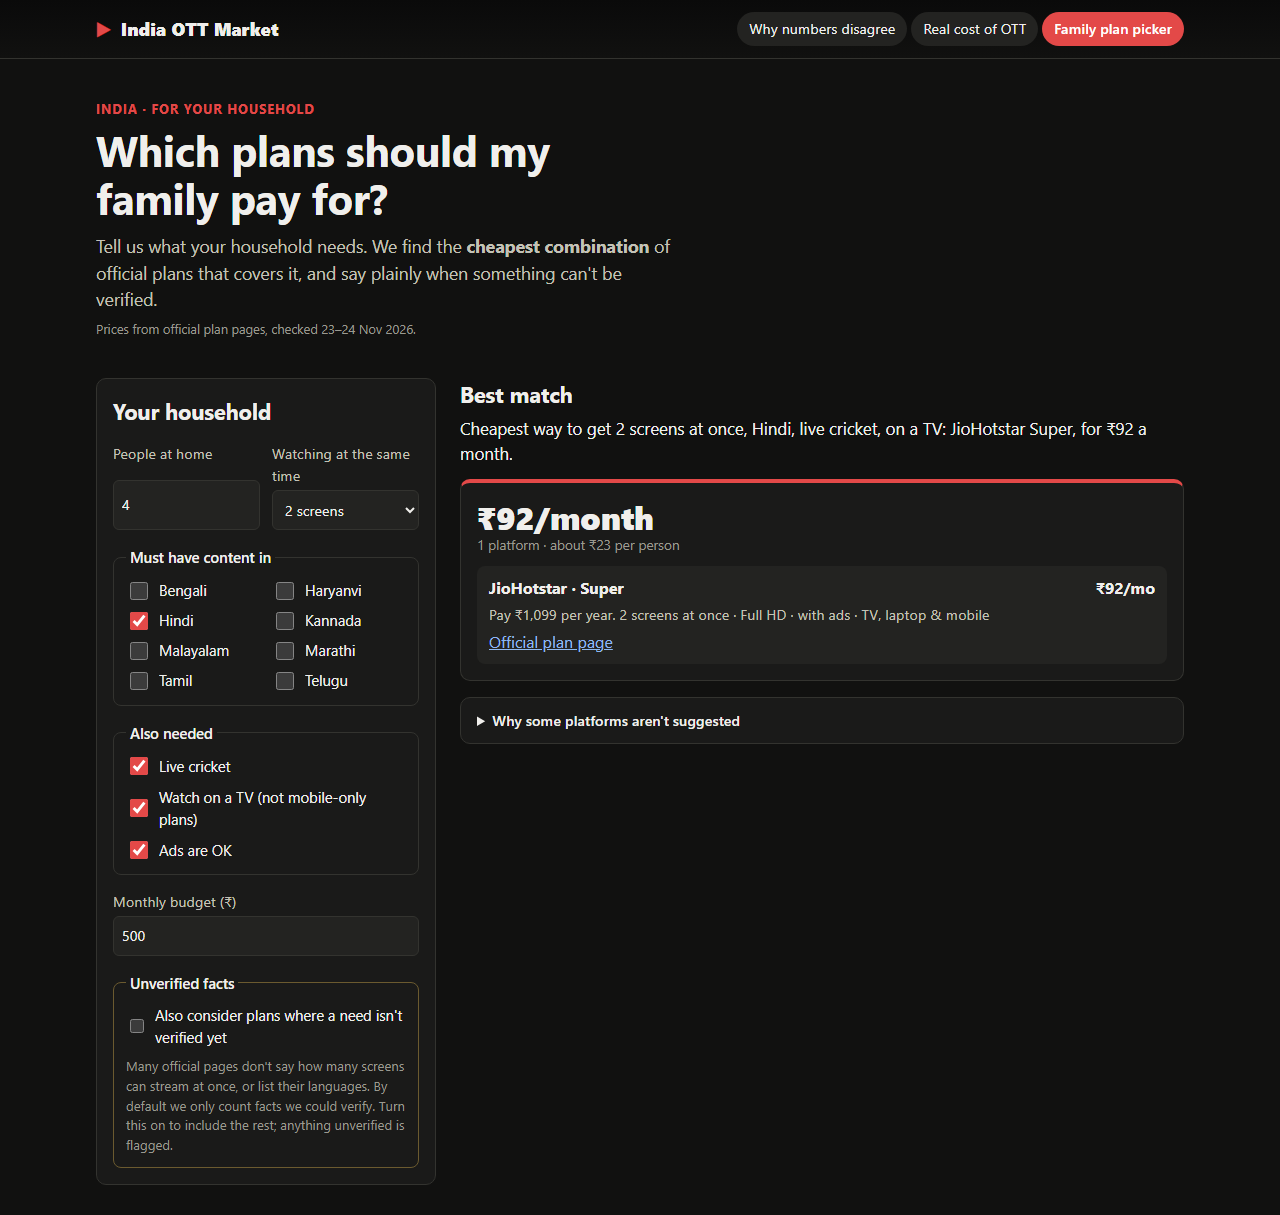 India OTT Market
Why numbers disagree
Real cost of OTT
Family plan picker
INDIA · FOR YOUR HOUSEHOLD
Which plans should my
family pay for?
Tell us what your household needs. We find the cheapest combination of
official plans that covers it, and say plainly when something can't be
verified.
Prices from official plan pages, checked 23–24 Nov 2026.
Your household
People at home
4
Watching at the same
time
2 screens
Must have content in
Bengali
Haryanvi
Hindi
Kannada
Malayalam
Marathi
Tamil
Telugu
Also needed
Live cricket
Watch on a TV (not mobile-only
plans)
Ads are OK
Monthly budget (₹)
500
Unverified facts
Also consider plans where a need isn't
verified yet
Many official pages don't say how many screens
can stream at once, or list their languages. By
default we only count facts we could verify. Turn
this on to include the rest; anything unverified is
flagged.
Best match
Cheapest way to get 2 screens at once, Hindi, live cricket, on a TV: JioHotstar Super, for ₹92 a
month.
₹92/month
1 platform · about ₹23 per person
JioHotstar · Super
₹92/mo
Pay ₹1,099 per year. 2 screens at once · Full HD · with ads · TV, laptop & mobile
Official plan page
Why some platforms aren't suggested